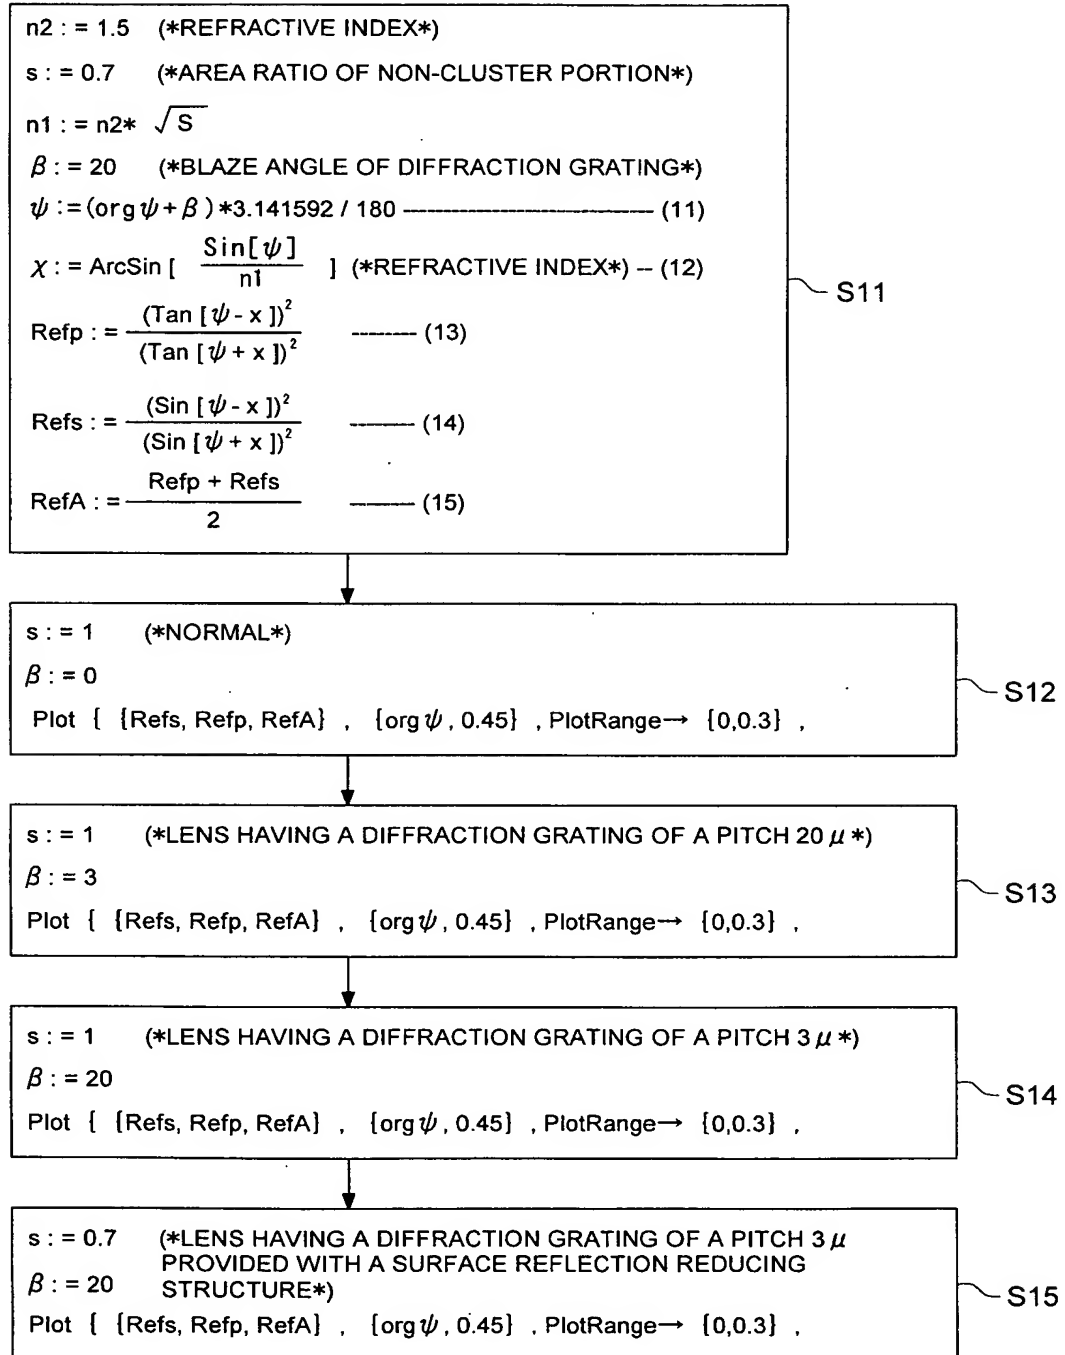 n2 : = 1.5 (*REFRACTIVE INDEX*)
s : = 0.7 (*AREA RATIO OF NON-CLUSTER PORTION*)
n1 : = n2* √S
β : = 20 (*BLAZE ANGLE OF DIFFRACTION GRATING*)
ψ := (org ψ + β ) *3.141592 / 180 ---------- (11)
χ : = ArcSin [ Sin[ψ] / n1 ] (*REFRACTIVE INDEX*) -- (12)
Refp : = (Tan [ ψ - x ])² / (Tan [ ψ + x ])² -------- (13)
Refs : = (Sin [ ψ - x ])² / (Sin [ ψ + x ])² -------- (14)
RefA : = Refp + Refs / 2 -------- (15)
S11
s : = 1 (*NORMAL*)
β : = 0
Plot { {Refs, Refp, RefA} , {org ψ, 0.45} , PlotRange→ {0,0.3} ,
S12
s : = 1 (*LENS HAVING A DIFFRACTION GRATING OF A PITCH 20 μ *)
β : = 3
Plot { {Refs, Refp, RefA} , {org ψ, 0.45} , PlotRange→ {0,0.3} ,
S13
s : = 1 (*LENS HAVING A DIFFRACTION GRATING OF A PITCH 3 μ *)
β : = 20
Plot { {Refs, Refp, RefA} , {org ψ, 0.45} , PlotRange→ {0,0.3} ,
S14
s : = 0.7 (*LENS HAVING A DIFFRACTION GRATING OF A PITCH 3 μ
PROVIDED WITH A SURFACE REFLECTION REDUCING
β : = 20 STRUCTURE*)
Plot { {Refs, Refp, RefA} , {org ψ, 0.45} , PlotRange→ {0,0.3} ,
S15